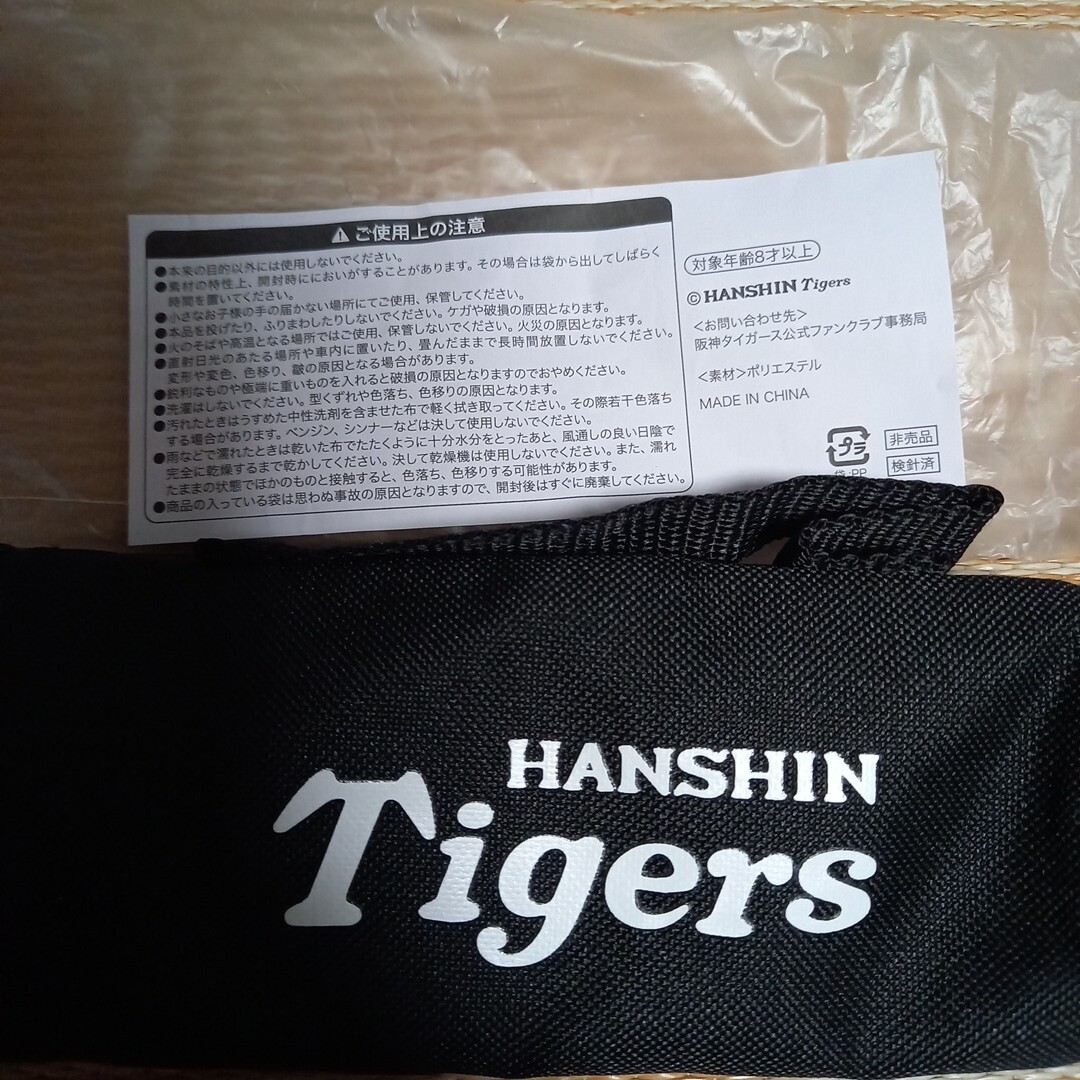 ⚠ご使用上の注意
●本来の目的以外には使用しないでください。
●素材の特性上、開封時ににおいがすることがあります。その場合は袋から出してしばらく
時間を置いてください。
●小さなお子様の手の届かない場所にてご使用、保管してください。
●本品を投げたり、ふりまわしたりしないでください。ケガや破損の原因となります。
●火のそばや高温となる場所ではご使用、保管しないでください。火災の原因となります。
●直射日光のあたる場所や車内に置いたり、畳んだままで長時間放置しないでください。
変形や変色、色移り、皺の原因となる場合があります。
●鋭利なものや極端に重いものを入れると破損の原因となりますのでおやめください。
●洗濯はしないでください。型くずれや色落ち、色移りの原因となります。
●汚れたときはうすめた中性洗剤を含ませた布で軽く拭き取ってください。その際若干色落ち
する場合があります。ベンジン、シンナーなどは決して使用しないでください。
●雨などで濡れたときは乾いた布でたたくように十分水分をとったあと、風通しの良い日陰で
完全に乾燥するまで乾かしてください。決して乾燥機は使用しないでください。また、濡れ
たままの状態でほかのものと接触すると、色落ち、色移りする可能性があります。
●商品の入っている袋は思わぬ事故の原因となりますので、開封後はすぐに廃棄してください。
対象年齢8才以上
© HANSHIN Tigers
<お問い合わせ先>
阪神タイガース公式ファンクラブ事務局
<素材>ポリエステル
MADE IN CHINA
プラ
袋:PP
非売品
検針済
HANSHIN
Tigers